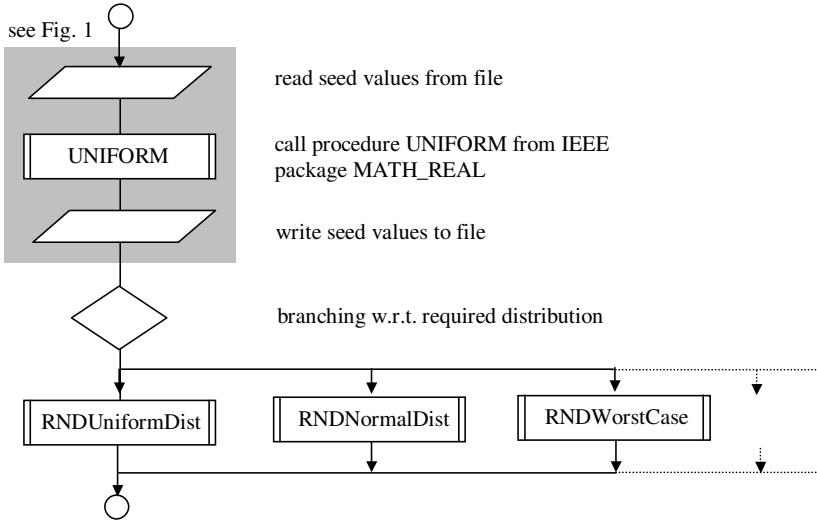 see Fig. 1
read seed values from file
UNIFORM
call procedure UNIFORM from IEEE
package MATH_REAL
write seed values to file
branching w.r.t. required distribution
RNDUniformDist
RNDNormalDist
RNDWorstCase